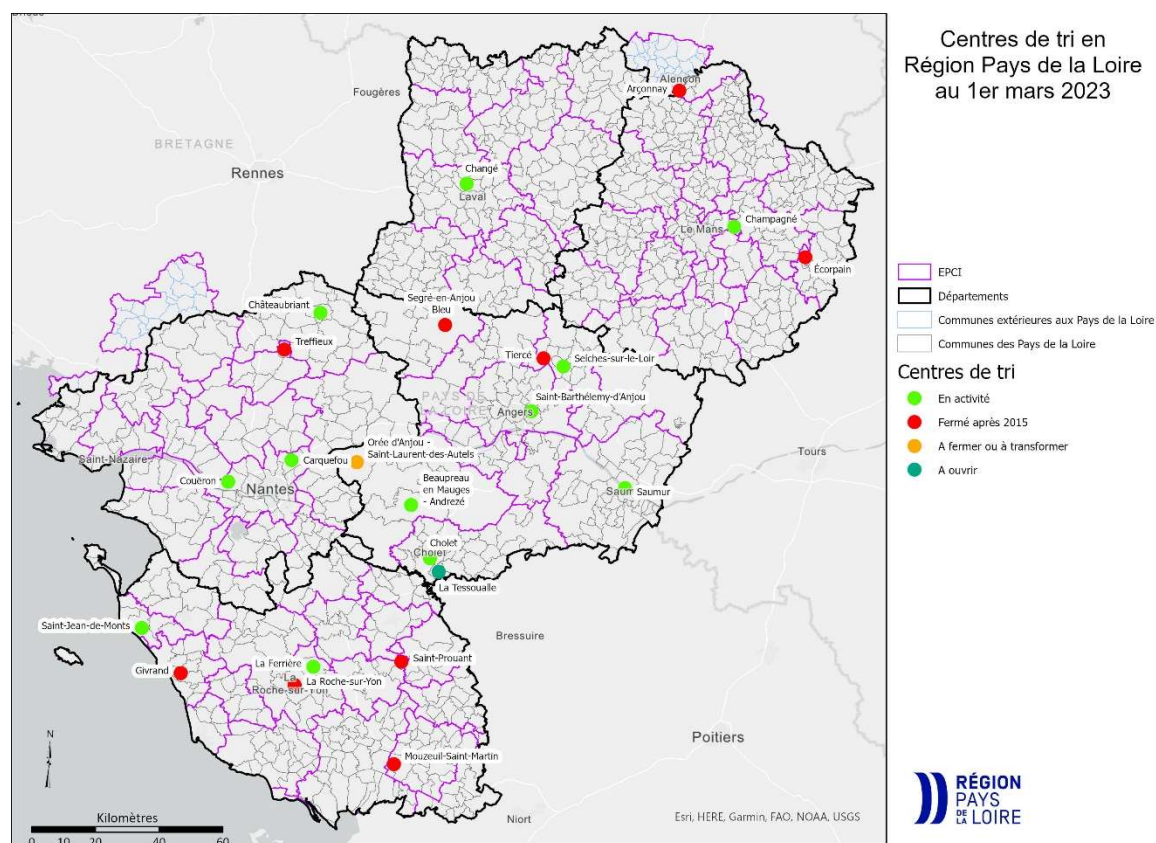 Centres de tri en
Région Pays de la Loire
au 1er mars 2023
Fougères
Alençon
Arçonnay
BRETAGNE
Rennes
Changé
Laval
Champagné
Le Mans
Écorpain
Châteaubriant
Segré-en-Anjou
Bleu
Treffieux
Tiercé
Seiches-sur-le-Loir
PAYS DE
LA LOIRE
Saint-Barthélemy-d'Anjou
Angers
Orée d'Anjou -
Saint-Laurent-des-Autels
Saint-Nazaire
Carquefou
Tours
Couëron
Nantes
Beaupreau
en Mauges
- Andrezé
Saumur
Cholet
Cholet
La Tessoualle
Saint-Jean-de-Monts
Bressuire
Givrand
La Ferrière
Saint-Prouant
La Roche-sur-Yon
La
Roche-sur-Yon
Poitiers
Mouzeuil-Saint-Martin
Niort
N
Kilomètres
0 20 40 60
Esri, HERE, Garmin, FAO, NOAA, USGS
EPCI
Départements
Communes extérieures aux Pays de la Loire
Communes des Pays de la Loire
Centres de tri
En activité
Fermé après 2015
A fermer ou à transformer
A ouvrir
RÉGION
PAYS
DE LA LOIRE